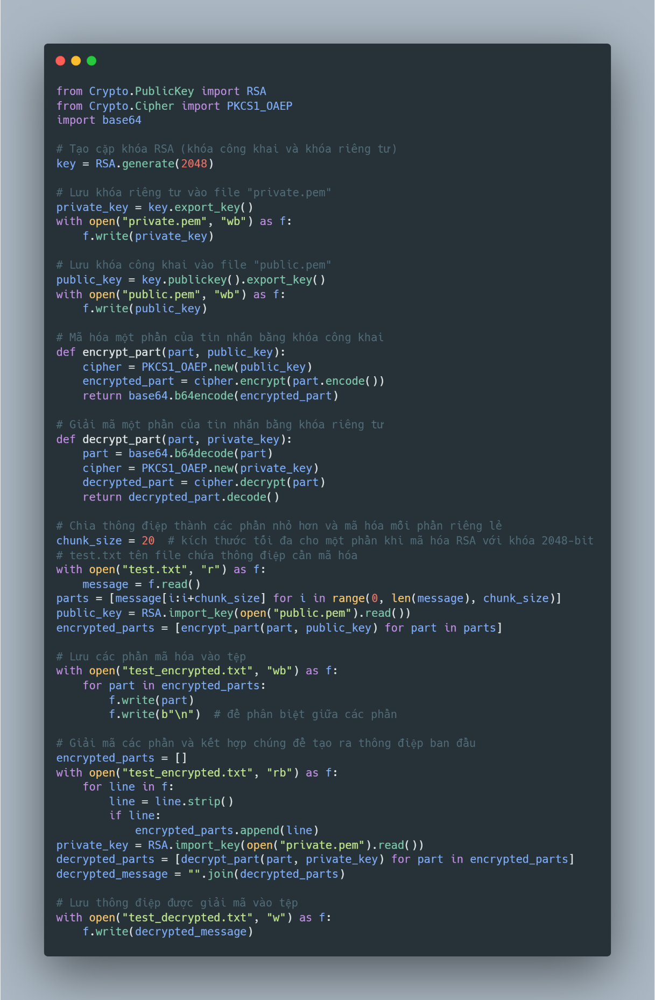 from Crypto.PublicKey import RSA
from Crypto.Cipher import PKCS1_OAEP
import base64

# Tạo cặp khóa RSA (khóa công khai và khóa riêng tư)
key = RSA.generate(2048)

# Lưu khóa riêng tư vào file "private.pem"
private_key = key.export_key()
with open("private.pem", "wb") as f:
    f.write(private_key)

# Lưu khóa công khai vào file "public.pem"
public_key = key.publickey().export_key()
with open("public.pem", "wb") as f:
    f.write(public_key)

# Mã hóa một phần của tin nhắn bằng khóa công khai
def encrypt_part(part, public_key):
    cipher = PKCS1_OAEP.new(public_key)
    encrypted_part = cipher.encrypt(part.encode())
    return base64.b64encode(encrypted_part)

# Giải mã một phần của tin nhắn bằng khóa riêng tư
def decrypt_part(part, private_key):
    part = base64.b64decode(part)
    cipher = PKCS1_OAEP.new(private_key)
    decrypted_part = cipher.decrypt(part)
    return decrypted_part.decode()

# Chia thông điệp thành các phần nhỏ hơn và mã hóa mỗi phần riêng lẻ
chunk_size = 20  # kích thước tối đa cho một phần khi mã hóa RSA với khóa 2048-bit
# test.txt tên file chứa thông điệp cần mã hóa
with open("test.txt", "r") as f:
    message = f.read()
parts = [message[i:i+chunk_size] for i in range(0, len(message), chunk_size)]
public_key = RSA.import_key(open("public.pem").read())
encrypted_parts = [encrypt_part(part, public_key) for part in parts]

# Lưu các phần mã hóa vào tệp
with open("test_encrypted.txt", "wb") as f:
    for part in encrypted_parts:
        f.write(part)
        f.write(b"\n")  # để phân biệt giữa các phần

# Giải mã các phần và kết hợp chúng để tạo ra thông điệp ban đầu
encrypted_parts = []
with open("test_encrypted.txt", "rb") as f:
    for line in f:
        line = line.strip()
        if line:
            encrypted_parts.append(line)
private_key = RSA.import_key(open("private.pem").read())
decrypted_parts = [decrypt_part(part, private_key) for part in encrypted_parts]
decrypted_message = "".join(decrypted_parts)

# Lưu thông điệp được giải mã vào tệp
with open("test_decrypted.txt", "w") as f:
    f.write(decrypted_message)